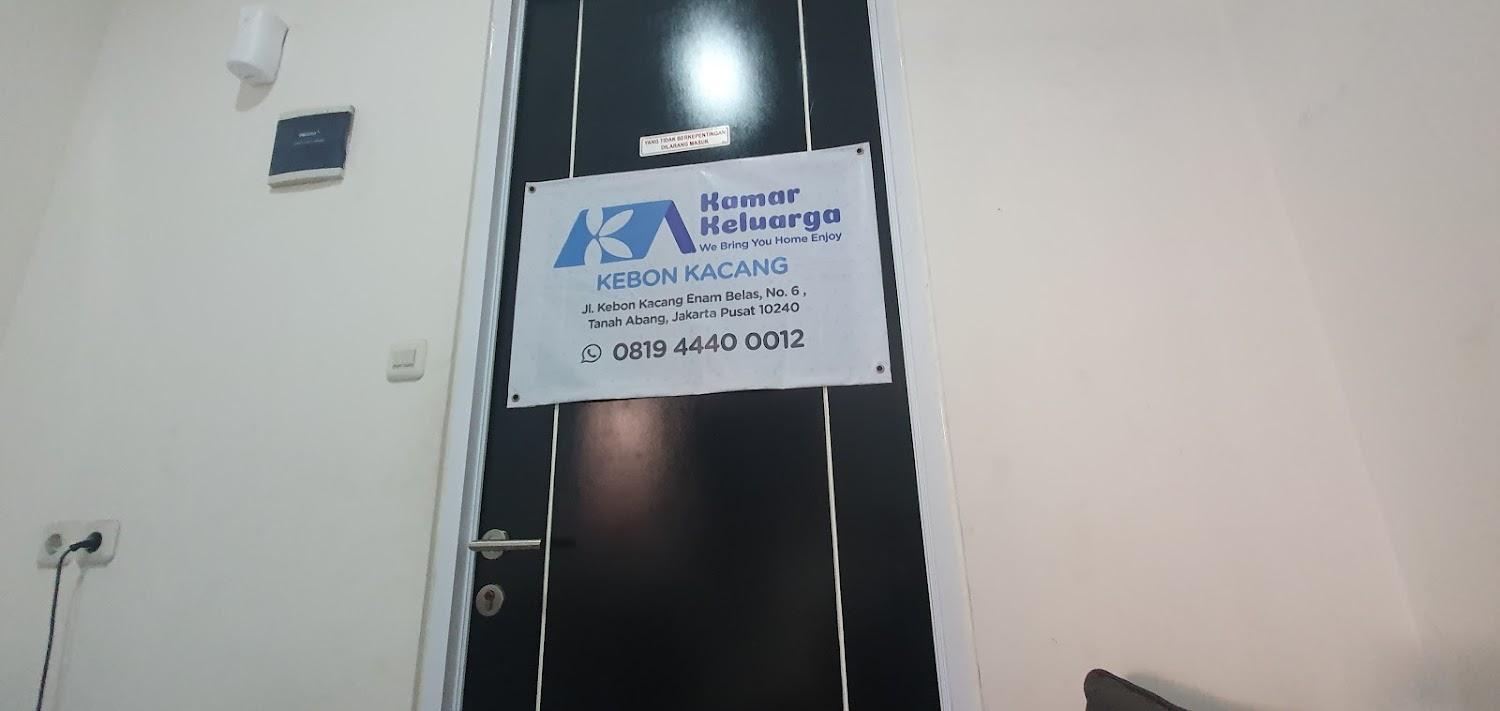 YANG TIDAK BERKEPENTINGAN
DILARANG MASUK
KA
Kamar
Keluarga
We Bring You Home Enjoy
KEBON KACANG
Jl. Kebon Kacang Enam Belas, No. 6 ,
Tanah Abang, Jakarta Pusat 10240
0819 4440 0012